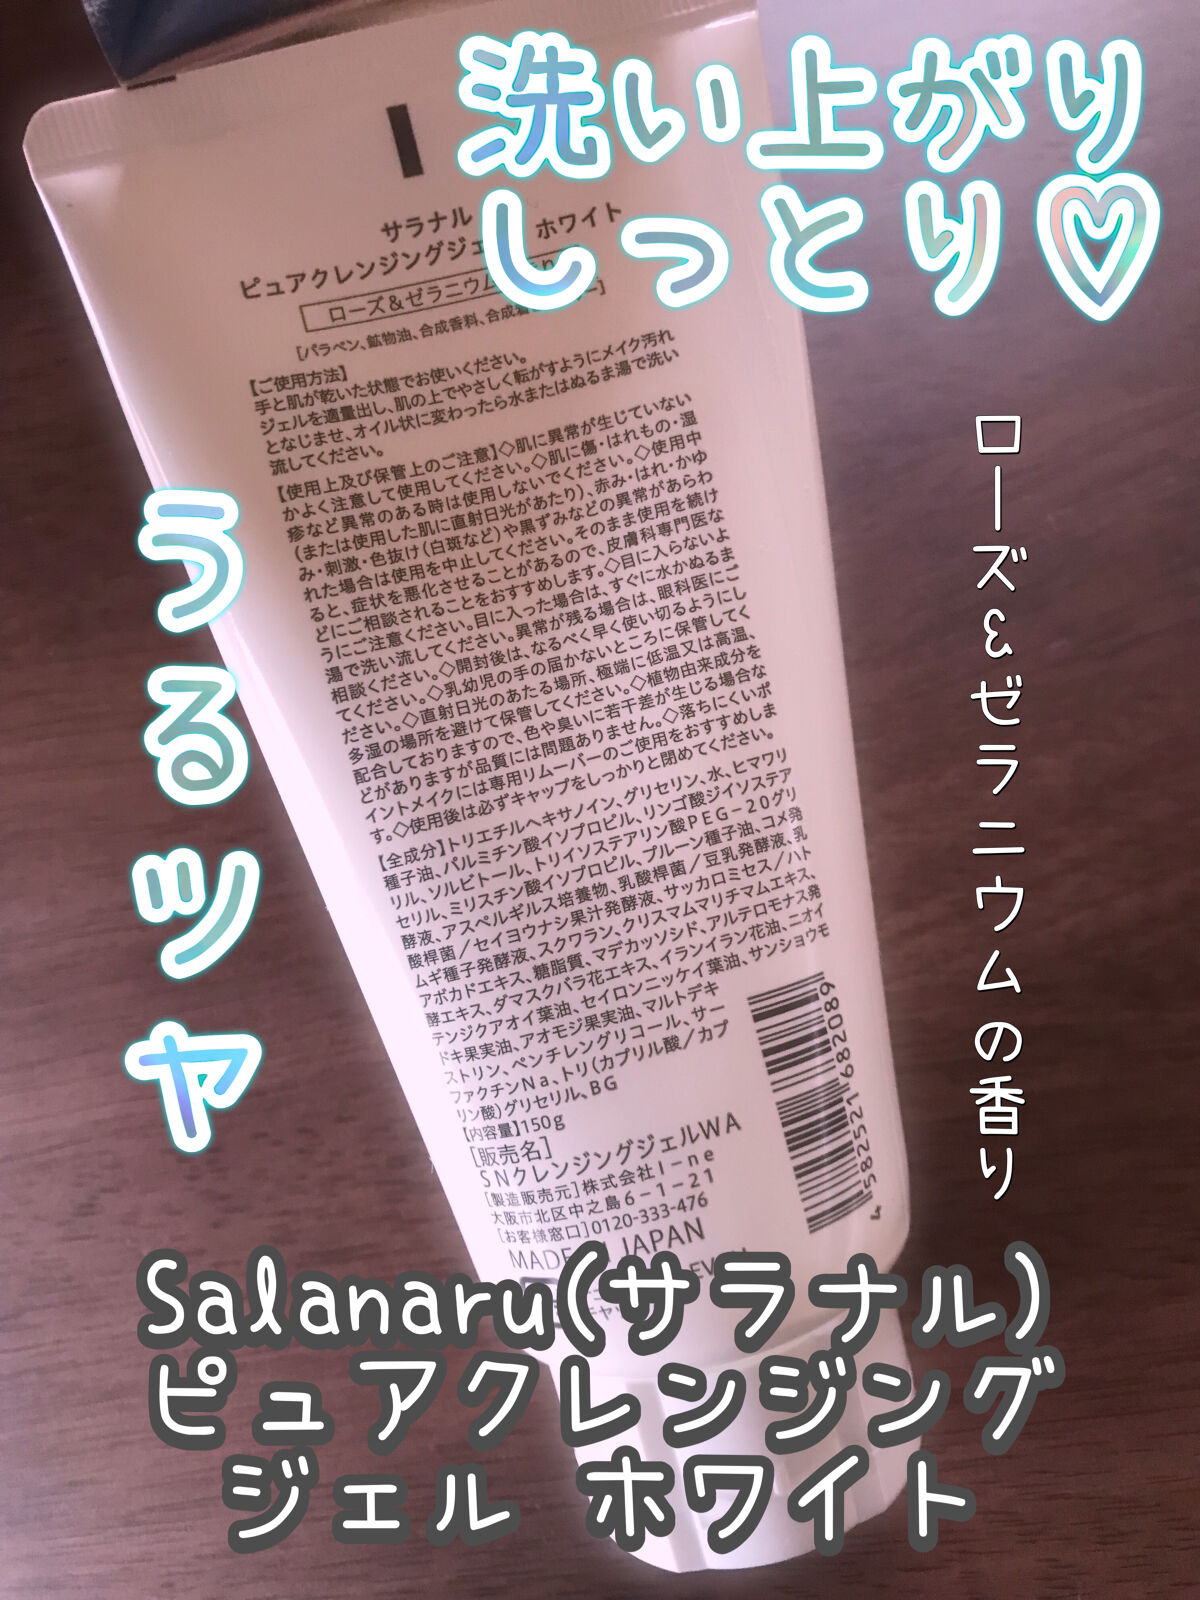 洗い上がり
しっとり♡
うるツヤ
ローズ&ゼラニウムの香り
サラナル
ピュアクレンジングジェ ホワイト
ローズ&ゼラニウム
[パラベン、鉱物油、合成香料、合成着
【ご使用方法】
手と肌が乾いた状態でお使いください。
ジェルを適量出し、肌の上でやさしく転がすようにメイク汚れ
となじませ、オイル状に変わったら水またはぬるま湯で洗い
流してください。
【使用上及び保管上のご注意】◇肌に異常が生じていない
かよく注意して使用してください。◇肌に傷・はれもの・湿
疹など異常のある時は使用しないでください。◇使用中
(または使用した肌に直射日光があたり)、赤み・はれ・かゆ
み・刺激・色抜け(白斑など)や黒ずみなどの異常があらわ
れた場合は使用を中止してください。そのまま使用を続け
ると、症状を悪化させることがあるので、皮膚科専門医な
どにご相談されることをおすすめします。◇目に入らないよ
うにご注意ください。目に入った場合は、すぐに水かぬるま
湯で洗い流してください。異常が残る場合は、眼科医にご
相談ください。◇開封後は、なるべく早く使い切るようにし
てください。◇乳幼児の手の届かないところに保管してく
ださい。◇直射日光のあたる場所、極端に低温又は高温、
多湿の場所を避けて保管してください。◇植物由来成分を
配合しておりますので、色や臭いに若干差が生じる場合な
どがありますが品質には問題ありません。◇落ちにくいポ
イントメイクには専用リムーバーのご使用をおすすめしま
す。◇使用後は必ずキャップをしっかりと閉めてください。
【全成分】トリエチルヘキサノイン、グリセリン、水、ヒマワリ
種子油、パルミチン酸イソプロピル、リンゴ酸ジイソステア
リル、ソルビトール、トリイソステアリン酸PEG-20グリ
セリル、ミリスチン酸イソプロピル、プルーン種子油、コメ発
酵液、アスペルギルス培養物、乳酸桿菌/豆乳発酵液、乳
酸桿菌/セイヨウナシ果汁発酵液、サッカロミセス/ハト
ムギ種子発酵液、スクワラン、クリスマムマリチマムエキス、
アボカドエキス、糖脂質、マデカッソシド、アルテロモナス発
酵エキス、ダマスクバラ花エキス、イランイラン花油、ニオイ
テンジクアオイ葉油、セイロンニッケイ葉油、サンショウモ
ドキ果実油、アオモジ果実油、マルトデキ
ストリン、ペンチレングリコール、サー
ファクチンNa、トリ(カプリル酸/カプ
リン酸)グリセリル、BG
【内容量】150g
[販売名]
SNクレンジングジェルWA
[製造販売元]株式会社I-ne
大阪市北区中之島6-1-21
[お客様窓口]0120-333-476
MADE JAPAN
4 582521 682089
Salanaru(サラナル)
ピュアクレンジング
ジェル ホワイト